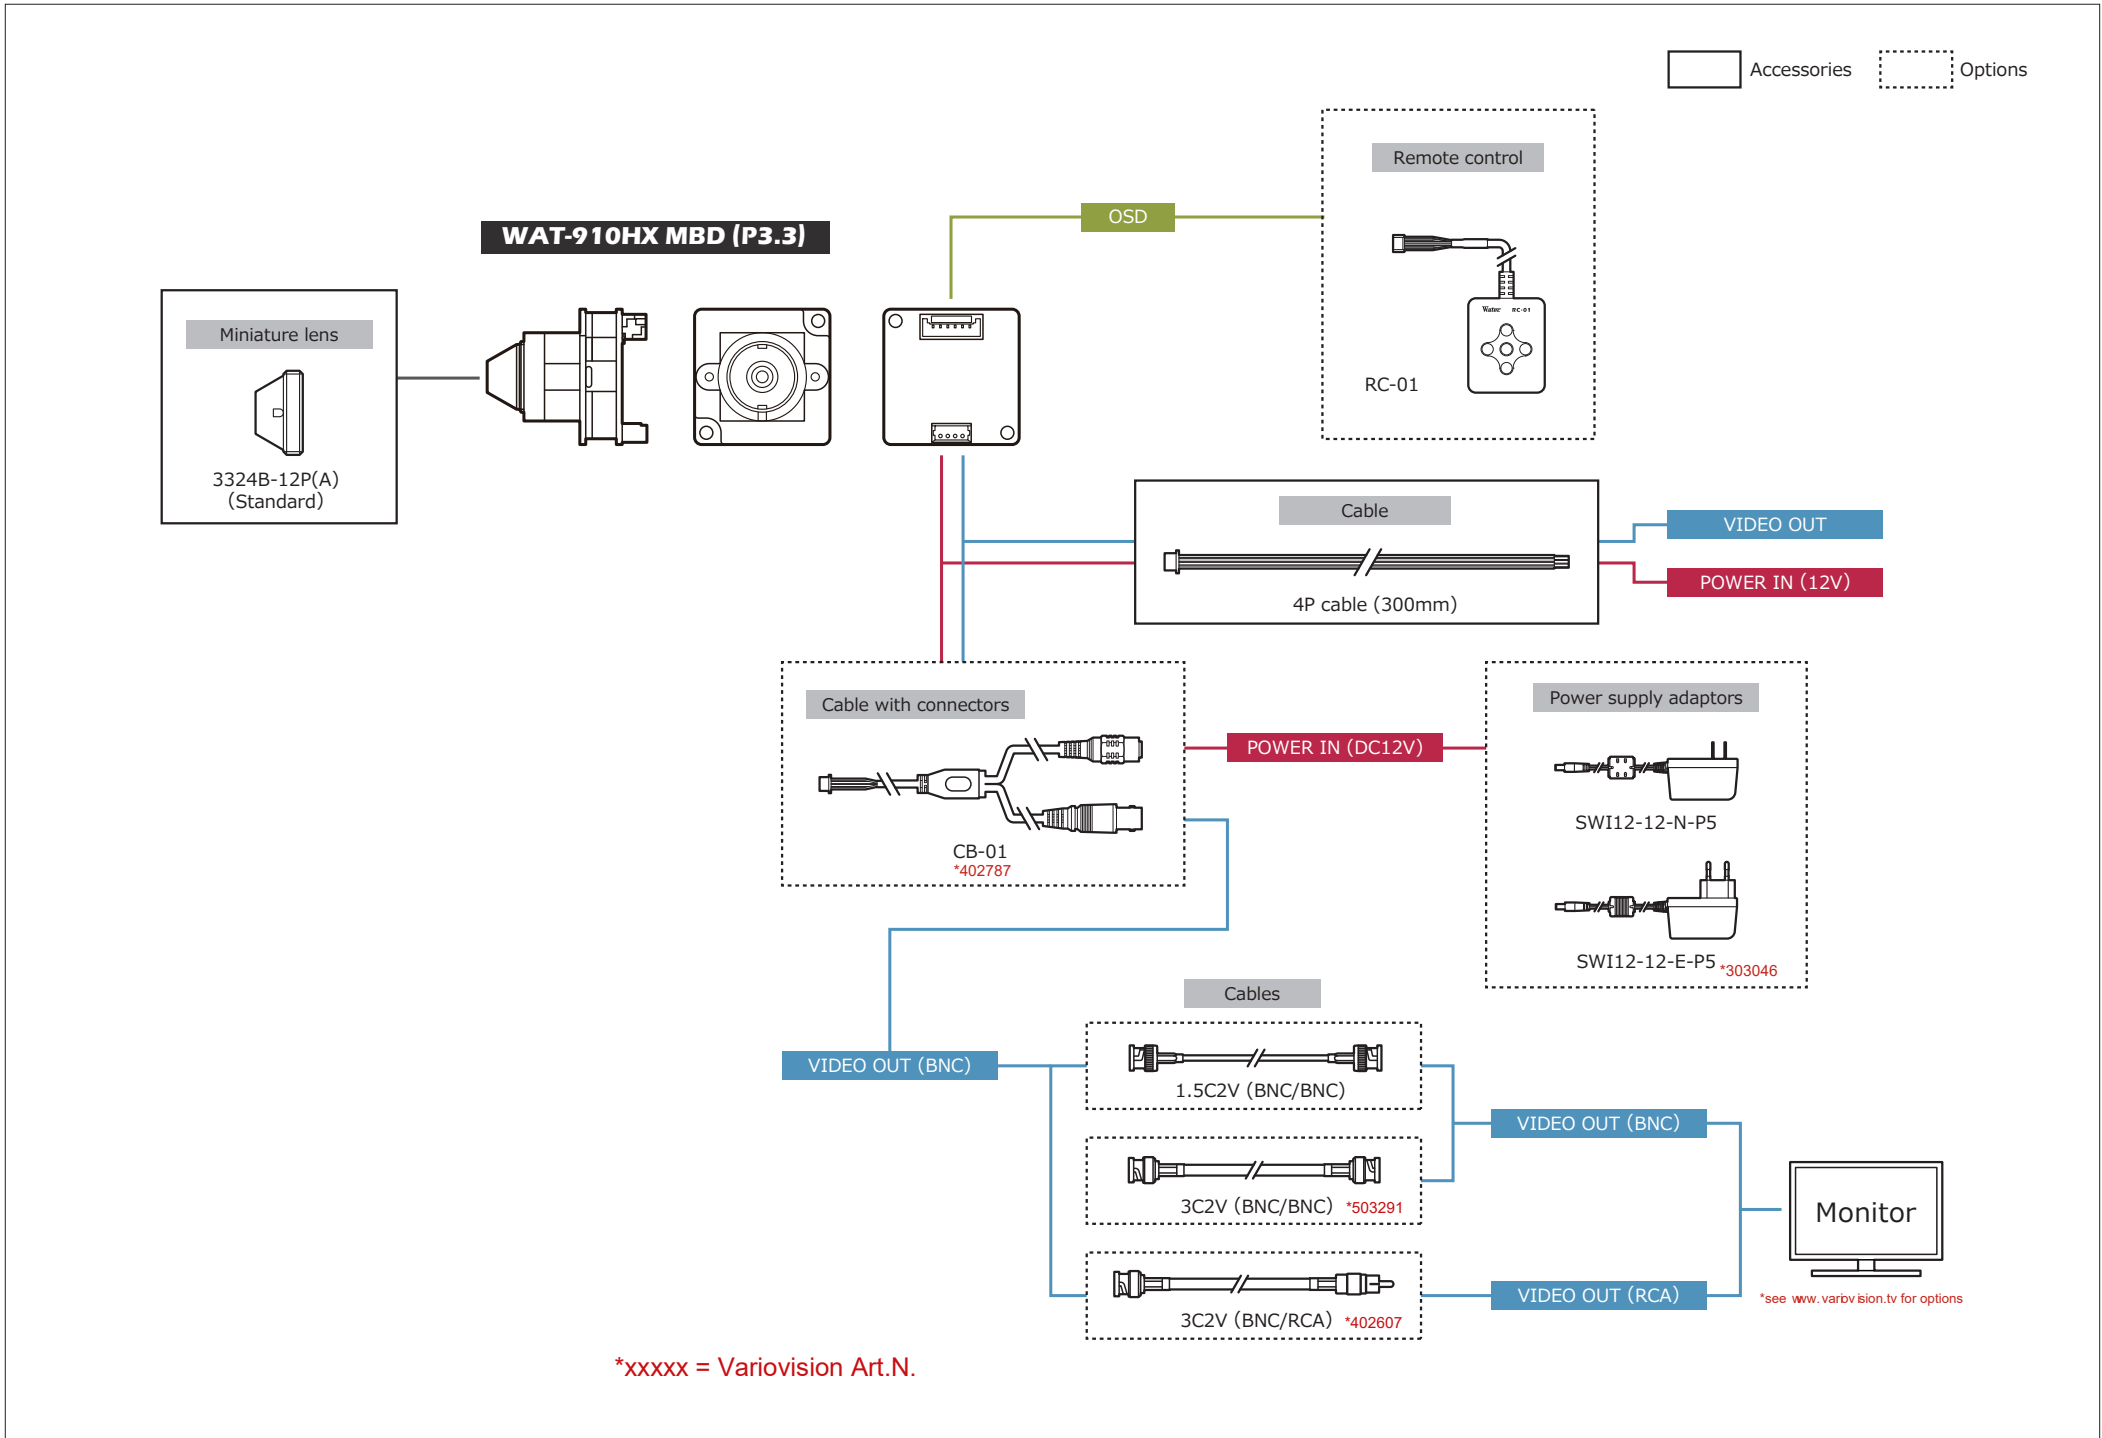 Accessories
Options
Remote control
OSD
WAT-910HX MBD (P3.3)
Watec RC-01
RC-01
Miniature lens
3324B-12P(A)
(Standard)
Cable
4P cable (300mm)
VIDEO OUT
POWER IN (12V)
Cable with connectors
CB-01
*402787
POWER IN (DC12V)
Power supply adaptors
SWI12-12-N-P5
SWI12-12-E-P5 *303046
Cables
VIDEO OUT (BNC)
1.5C2V (BNC/BNC)
3C2V (BNC/BNC) *503291
3C2V (BNC/RCA) *402607
VIDEO OUT (BNC)
VIDEO OUT (RCA)
Monitor
*see www.variovision.tv for options
*xxxxx = Variovision Art.N.